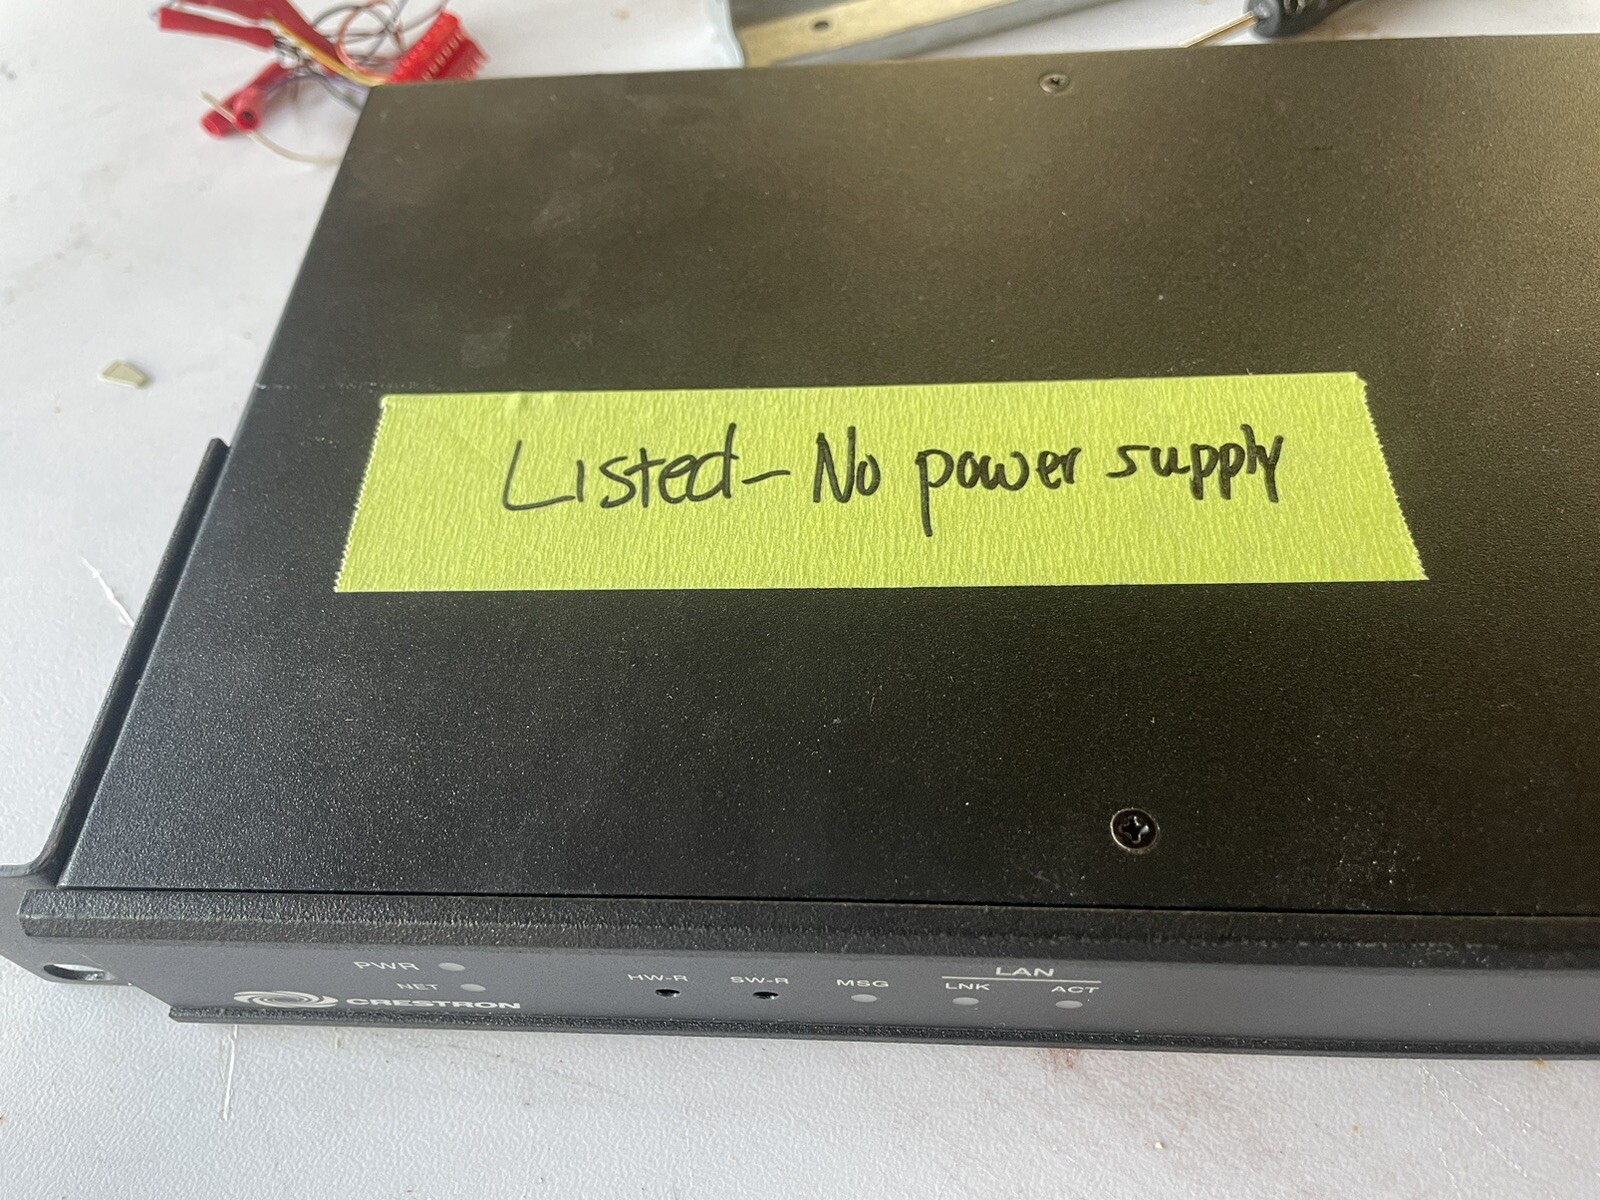 Listed - No power supply
PWR
NET
CRESTRON
HW-R
SW-R
MSG
LAN
LNK
ACT